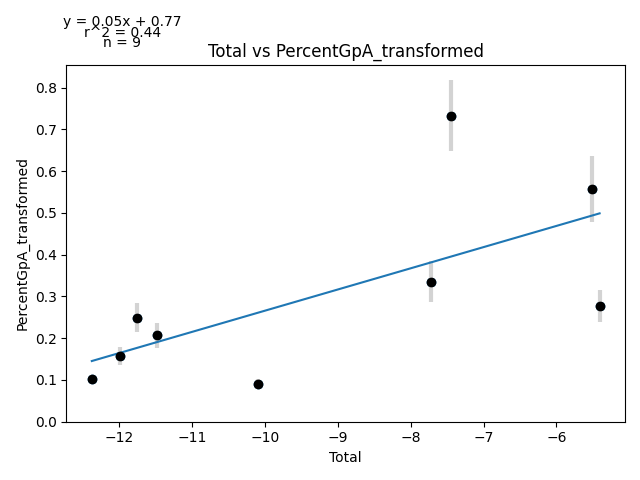 y = 0.05x + 0.77
r^2 = 0.44
n = 9
Total vs PercentGpA_transformed
PercentGpA_transformed
0.8
0.7
0.6
0.5
0.4
0.3
0.2
0.1
0.0
−12
−11
−10
−9
−8
−7
−6
Total